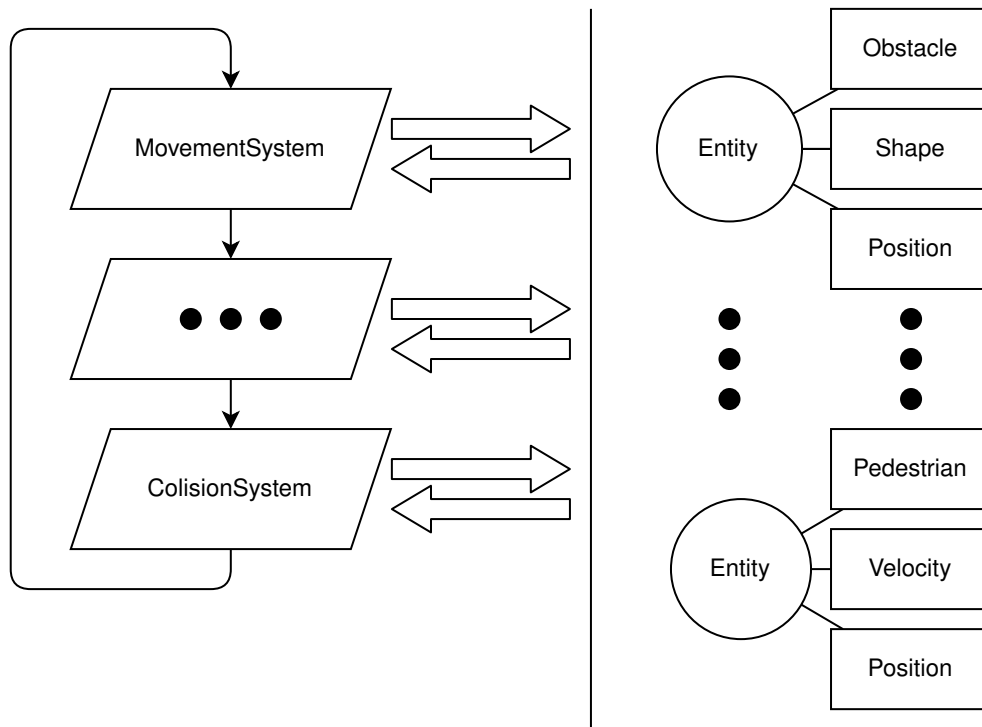 MovementSystem
ColisionSystem
Entity
Obstacle
Shape
Position
Entity
Pedestrian
Velocity
Position